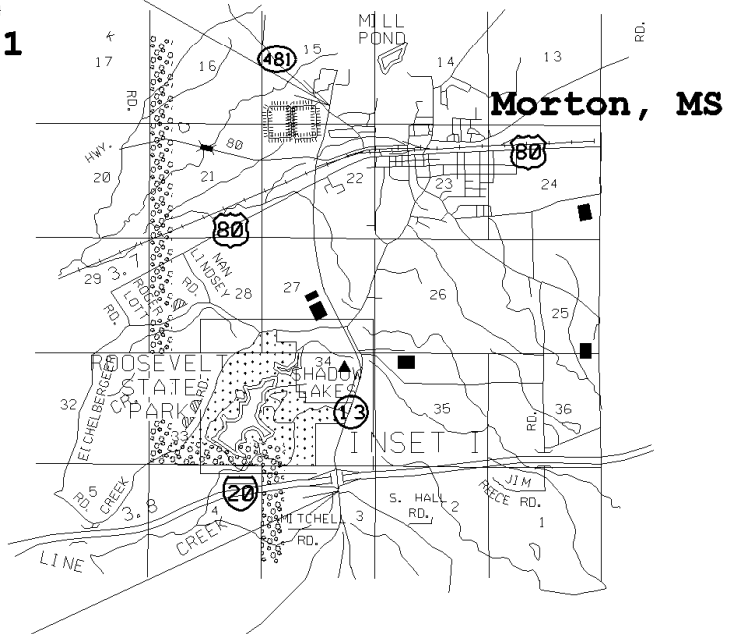 1
MILL
POND
RD.
K
17
16
481
15
14
13
RD.
Morton, MS
HWY.
80
80
20
21
22
23
24
80
29
3.7
ROGER
LOTT
RD.
NAN
LINDSEY
RD.
28
27
26
25
ROOSEVELT
STATE
PARK
34
SHADOW
LAKES
32
EICHELBERGER
RD.
33
13
35
RD.
36
INSET I
5
RD.
CREEK
3.8
20
4
JIM
REECE RD.
S. HALL
RD.
2
1
MITCHELL
RD.
3
CREEK
LINE